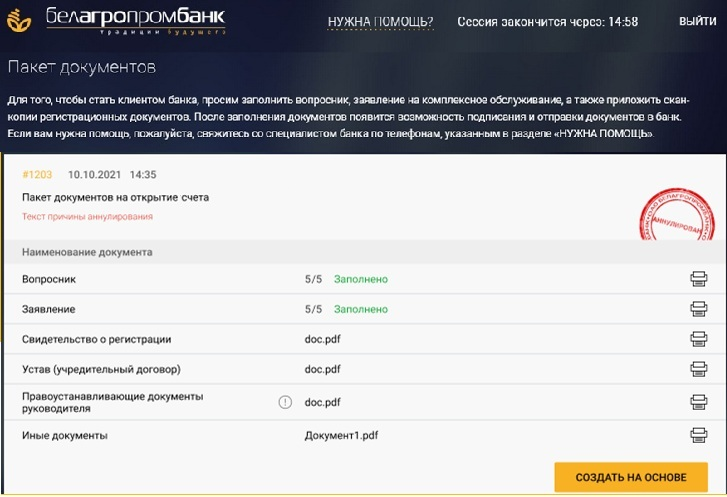 белагропромбанк
традиции будущего
НУЖНА ПОМОЩЬ?
Сессия закончится через: 14:58
ВЫЙТИ
Пакет документов
Для того, чтобы стать клиентом банка, просим заполнить вопросник, заявление на комплексное обслуживание, а также приложить скан-
копии регистрационных документов. После заполнения документов появится возможность подписания и отправки документов в банк.
Если вам нужна помощь, пожалуйста, свяжитесь со специалистом банка по телефонам, указанным в разделе «НУЖНА ПОМОЩЬ».
#1203 10.10.2021 14:35
Пакет документов на открытие счета
Текст причины аннулирования
АННУЛИРОВАН
Наименование документа
Вопросник 5/5 Заполнено
Заявление 5/5 Заполнено
Свидетельство о регистрации doc.pdf
Устав (учредительный договор) doc.pdf
Правоустанавливающие документы
руководителя doc.pdf
Иные документы Документ1.pdf
СОЗДАТЬ НА ОСНОВЕ